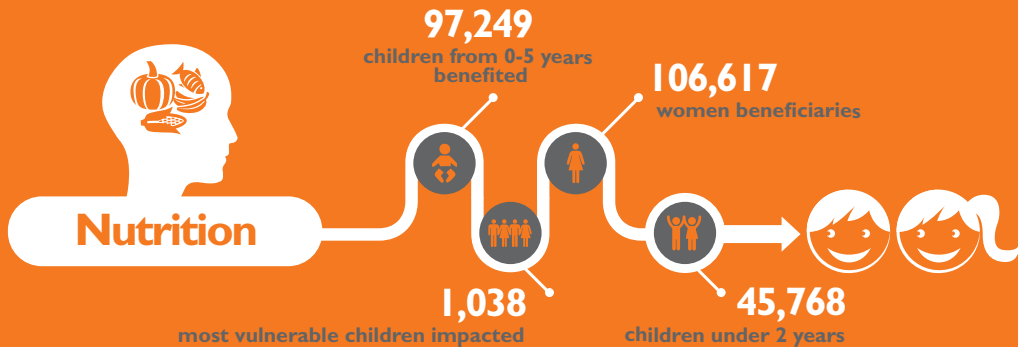 97,249
children from 0-5 years
benefited
106,617
women beneficiaries
Nutrition
1,038
most vulnerable children impacted
45,768
children under 2 years